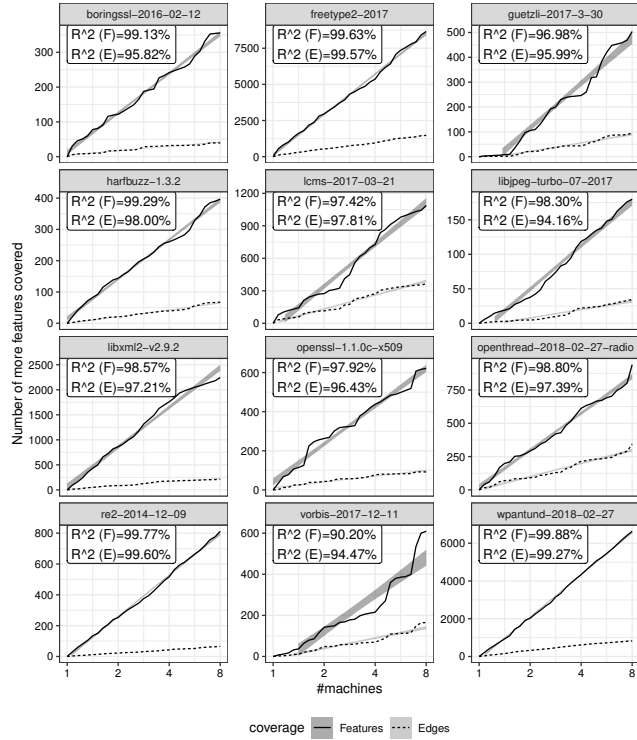 boringssl-2016-02-12
freetype2-2017
guetzli-2017-3-30
R^2 (F)=99.13%
R^2 (E)=95.82%
R^2 (F)=99.63%
R^2 (E)=99.57%
R^2 (F)=96.98%
R^2 (E)=95.99%
300
200
100
0
7500
5000
2500
0
500
400
300
200
100
0
harfbuzz-1.3.2
lcms-2017-03-21
libjpeg-turbo-07-2017
R^2 (F)=99.29%
R^2 (E)=98.00%
R^2 (F)=97.42%
R^2 (E)=97.81%
R^2 (F)=98.30%
R^2 (E)=94.16%
400
300
200
100
0
1200
900
600
300
0
150
100
50
0
Number of more features covered
libxml2-v2.9.2
openssl-1.1.0c-x509
openthread-2018-02-27-radio
R^2 (F)=98.57%
R^2 (E)=97.21%
R^2 (F)=97.92%
R^2 (E)=96.43%
R^2 (F)=98.80%
R^2 (E)=97.39%
2500
2000
1500
1000
500
0
600
400
200
0
750
500
250
0
re2-2014-12-09
vorbis-2017-12-11
wpantund-2018-02-27
R^2 (F)=99.77%
R^2 (E)=99.60%
R^2 (F)=90.20%
R^2 (E)=94.47%
R^2 (F)=99.88%
R^2 (E)=99.27%
800
600
400
200
0
600
400
200
0
6000
4000
2000
0
1 2 4 8
1 2 4 8
1 2 4 8
#machines
coverage Features Edges